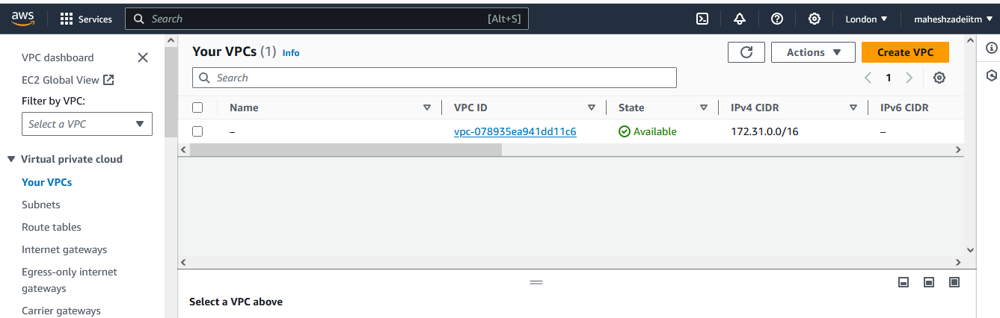 aws Services Search [Alt+S] London maheshzadeiitm
VPC dashboard
EC2 Global View
Filter by VPC:
Select a VPC
Virtual private cloud
Your VPCs
Subnets
Route tables
Internet gateways
Egress-only internet
gateways
Carrier gateways
Your VPCs (1) Info Actions Create VPC
Search 1
Name VPC ID State IPv4 CIDR IPv6 CIDR
– vpc-078935ea941dd11c6 Available 172.31.0.0/16 –
Select a VPC above